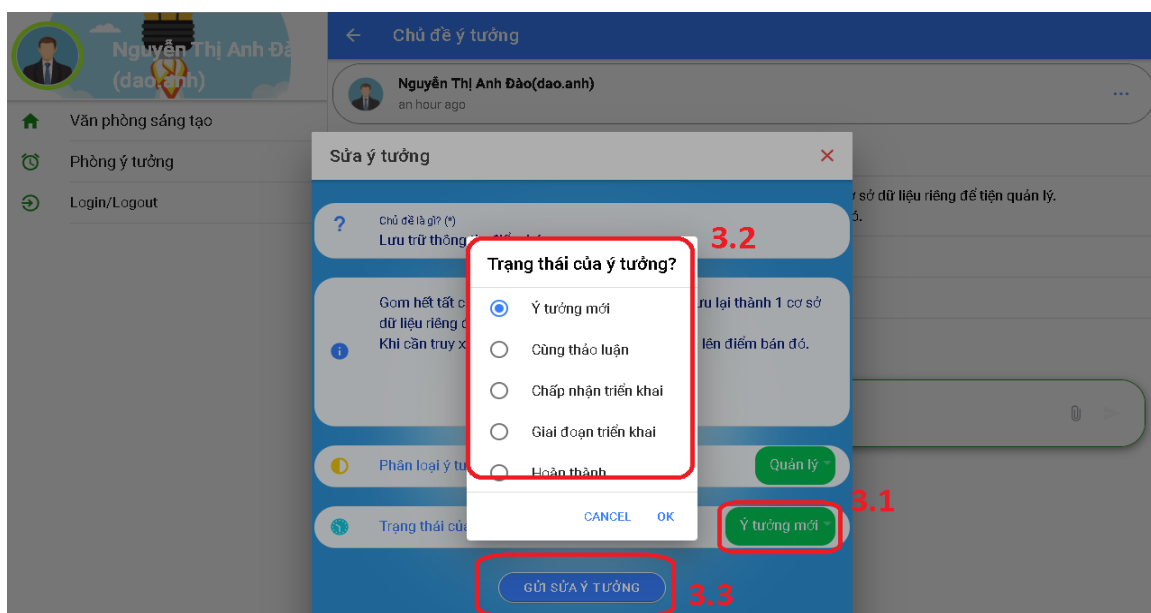 Nguyễn Thị Anh Đà
(dao.anh)
Văn phòng sáng tạo
Phòng ý tưởng
Login/Logout
Chủ đề ý tưởng
Nguyễn Thị Anh Đào(dao.anh)
an hour ago
sở dữ liệu riêng để tiện quản lý.
ó.
Sửa ý tưởng
Chủ đề là gì? (*)
Lưu trữ thông
3.2
Gom hết tất c
ưu lại thành 1 cơ sở
dữ liệu riêng
Khi cần truy x
lên điểm bán đó.
Phân loại ý tư
Quản lý
Trạng thái của
Ý tưởng mới
3.1
Trạng thái của ý tưởng?
Ý tưởng mới
Cùng thảo luận
Chấp nhận triển khai
Giai đoạn triển khai
Hoàn thành
CANCEL OK
GỬI SỬA Ý TƯỞNG
3.3